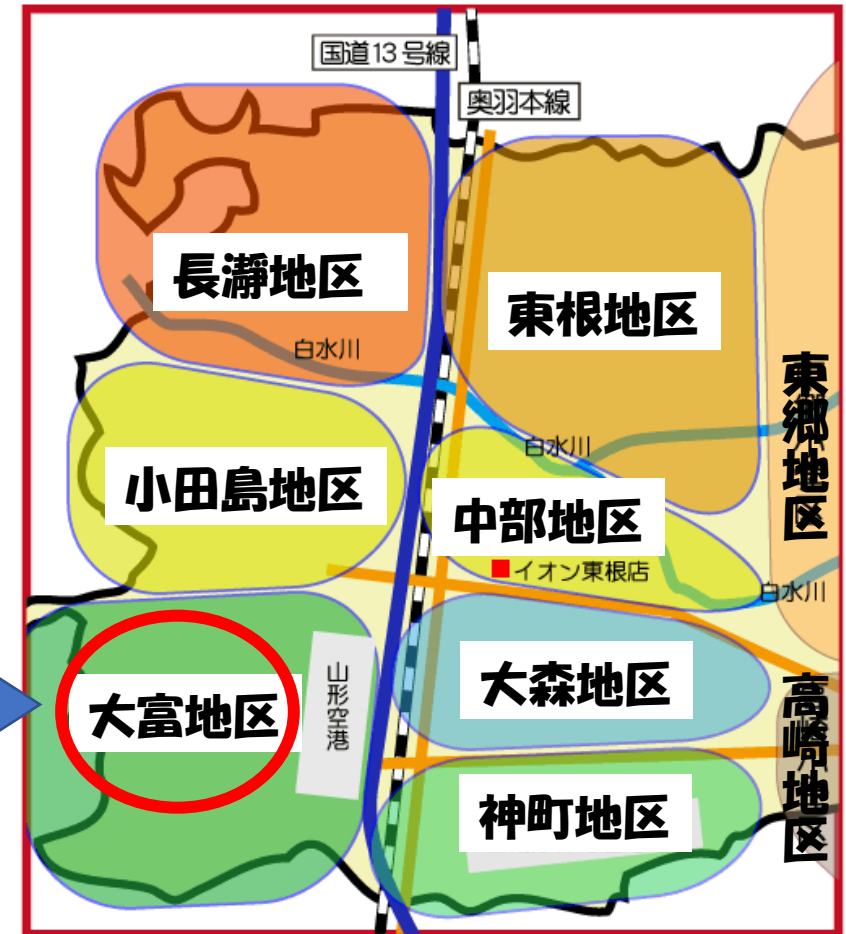 国道13号線
奥羽本線
長瀞地区
東根地区
白水川
東郷地区
小田島地区
白水川
中部地区
イオン東根店
白水川
大富地区
山形空港
大森地区
高崎地区
神町地区